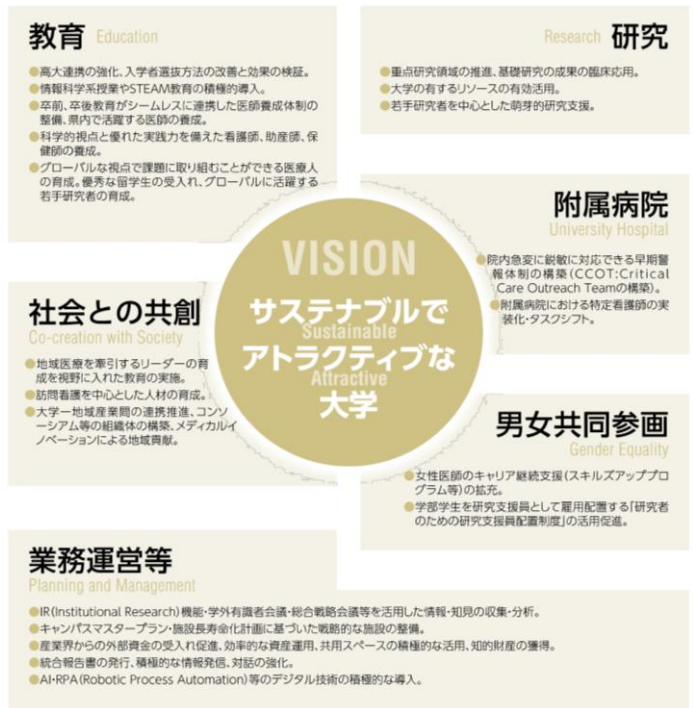 教育 Education
●高大連携の強化、入学者選抜方法の改善と効果の検証。
●情報科学系授業やSTEAM教育の積極的導入。
●卒前、卒後教育がシームレスに連携した医師養成体制の
整備、県内で活躍する医師の養成。
●科学的視点と優れた実践力を備えた看護師、助産師、保
健師の養成。
●グローバルな視点で課題に取り組むことができる医療人
の育成。優秀な留学生の受入れ、グローバルに活躍する
若手研究者の育成。
Research 研究
●重点研究領域の推進、基礎研究の成果の臨床応用。
●大学の有するリソースの有効活用。
●若手研究者を中心とした萌芽的研究支援。
附属病院
University Hospital
●院内急変に鋭敏に対応できる早期警
報体制の構築(CCOT:Critical
Care Outreach Teamの構築)。
●附属病院における特定看護師の実
装化・タスクシフト。
VISION
サステナブルで
Sustainable
アトラクティブな
Attractive
大学
社会との共創
Co-creation with Society
●地域医療を牽引するリーダーの育
成を視野に入れた教育の実施。
●訪問看護を中心とした人材の育成。
●大学ー地域産業間の連携推進、コンソ
ーシアム等の組織体の構築、メディカルイ
ノベーションによる地域貢献。
男女共同参画
Gender Equality
●女性医師のキャリア継続支援(スキルズアッププロ
グラム等)の拡充。
●学部学生を研究支援員として雇用配置する「研究者
のための研究支援員配置制度」の活用促進。
業務運営等
Planning and Management
●IR(Institutional Research)機能・学外有識者会議・総合戦略会議等を活用した情報・知見の収集・分析。
●キャンパスマスタープラン・施設長寿命化計画に基づいた戦略的な施設の整備。
●産業界からの外部資金の受入れ促進、効率的な資産運用、共用スペースの積極的な活用、知的財産の獲得。
●統合報告書の発行、積極的な情報発信、対話の強化。
●AI・RPA(Robotic Process Automation)等のデジタル技術の積極的な導入。